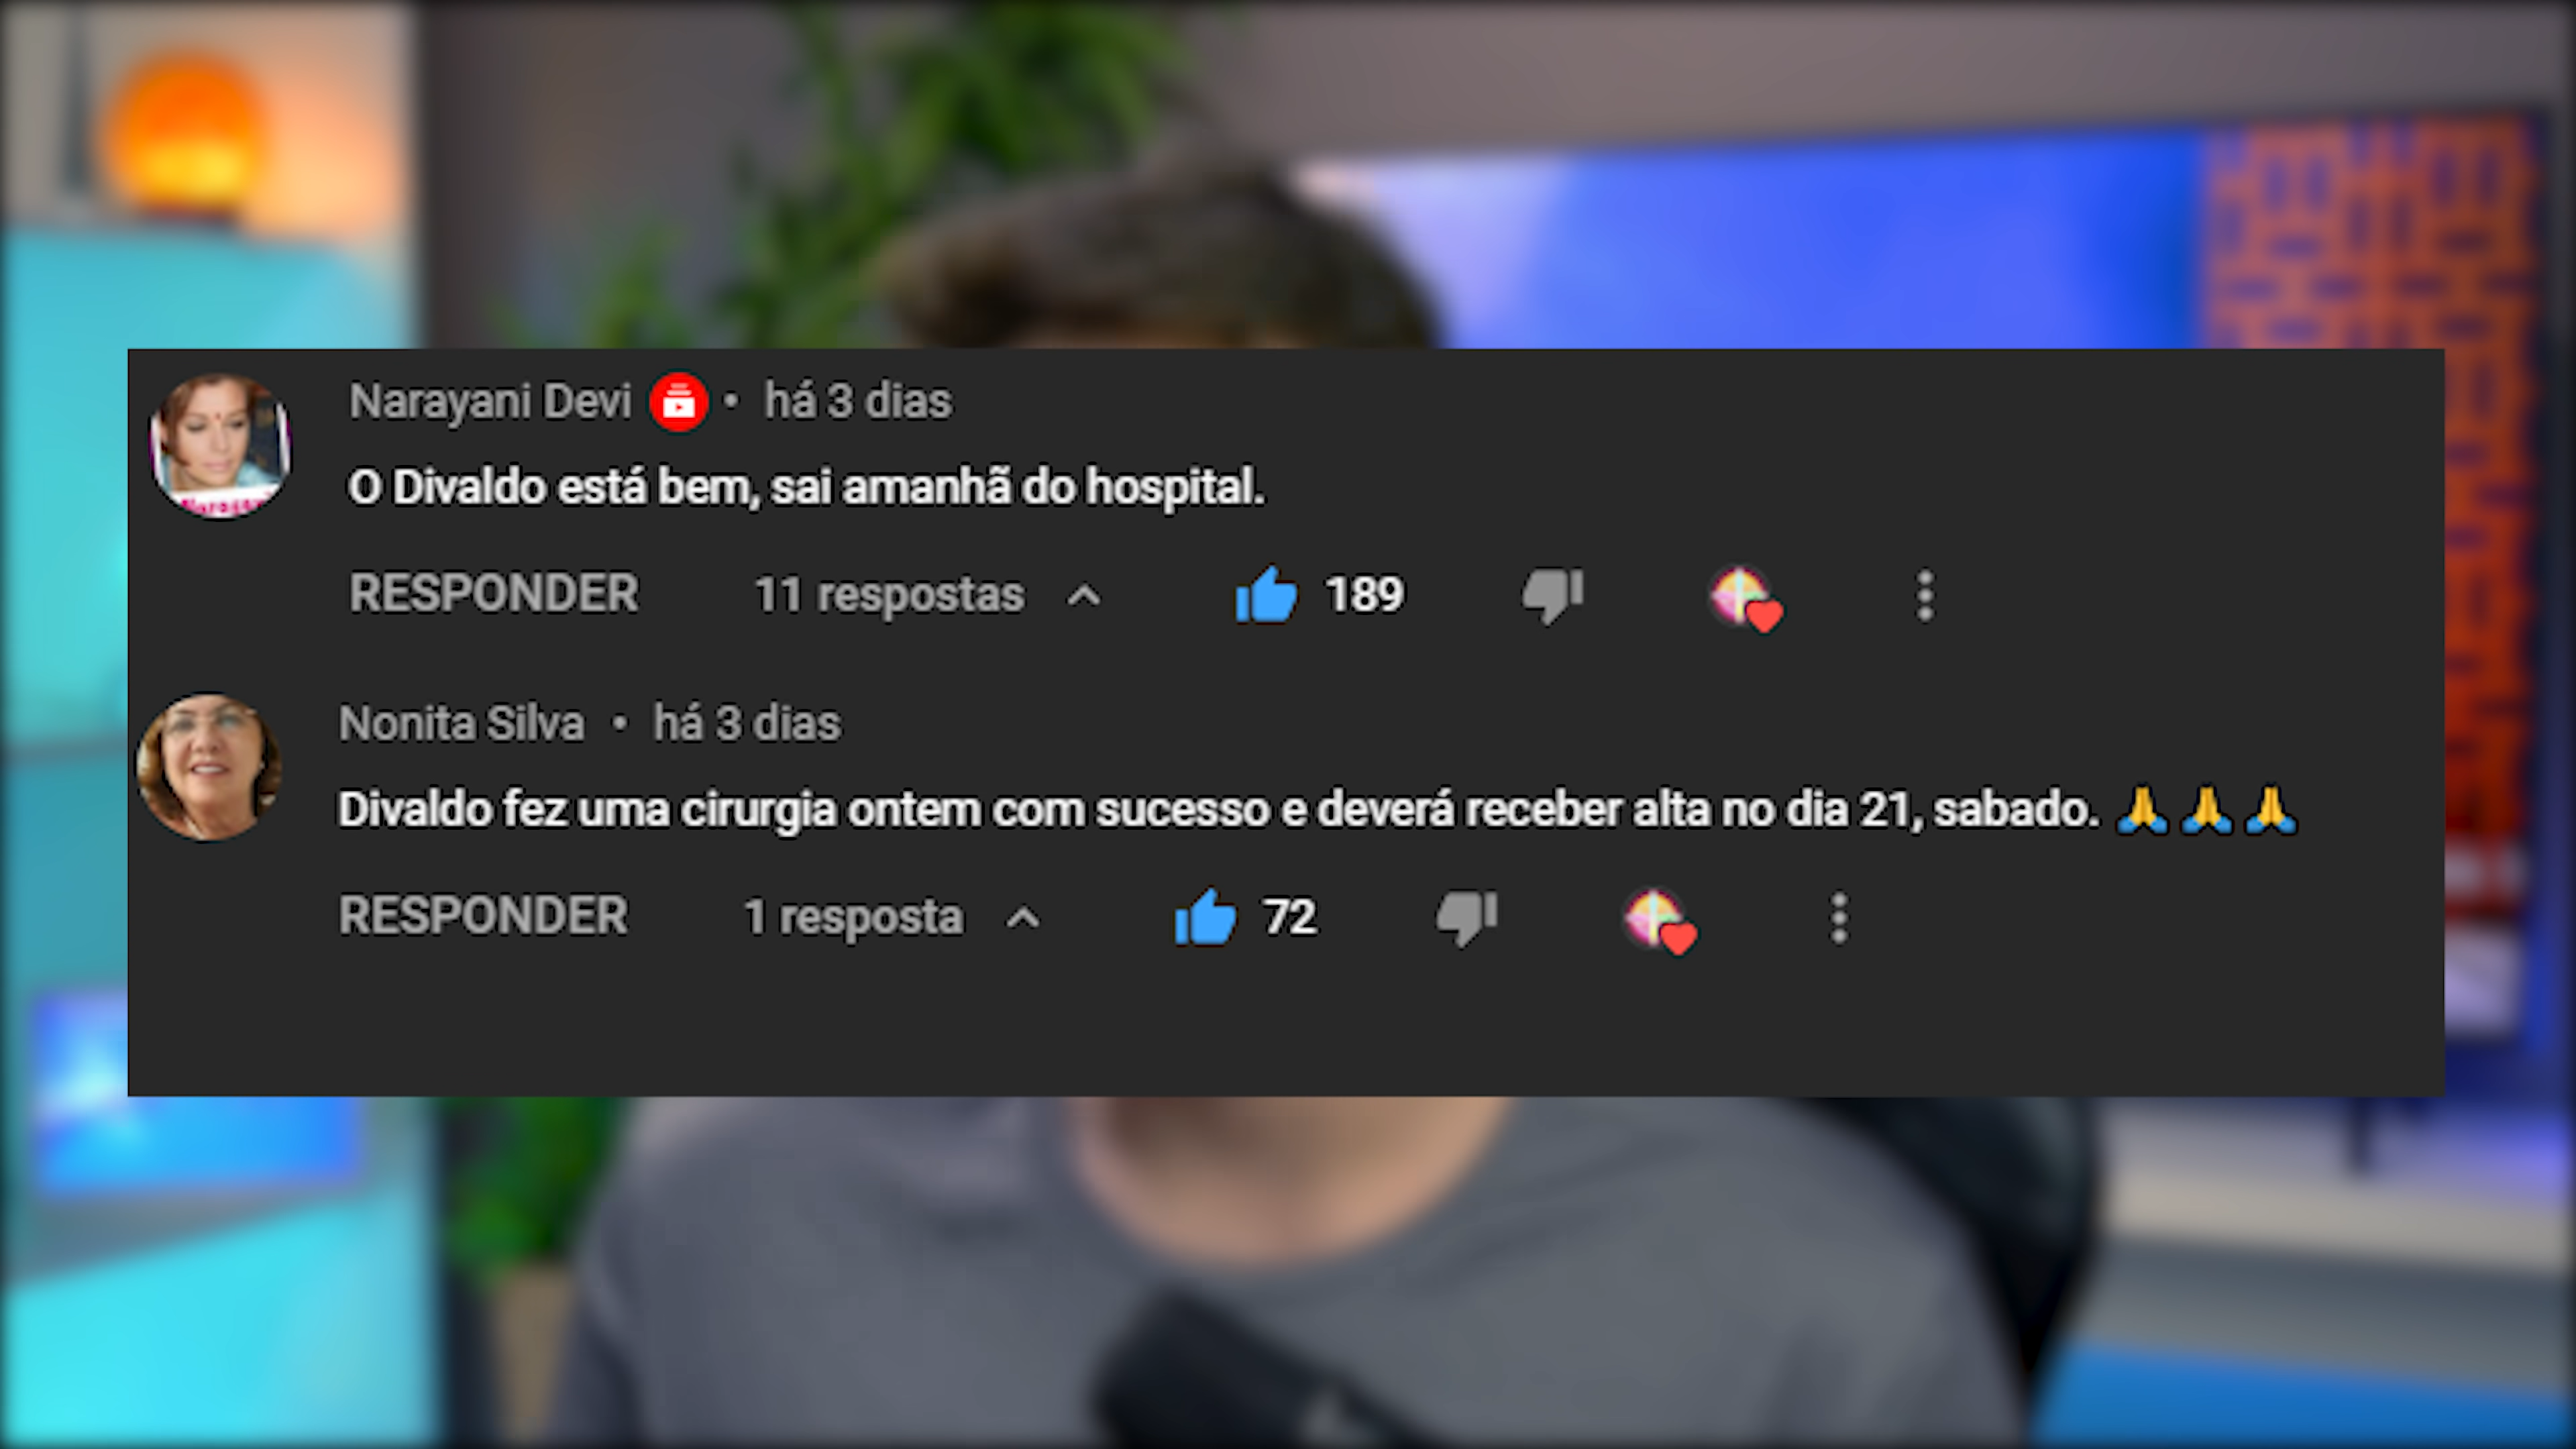 Narayani Devi • há 3 dias
O Divaldo está bem, sai amanhã do hospital.
RESPONDER 11 respostas 189
Nonita Silva • há 3 dias
Divaldo fez uma cirurgia ontem com sucesso e deverá receber alta no dia 21, sabado. 🙏🙏🙏
RESPONDER 1 resposta 72